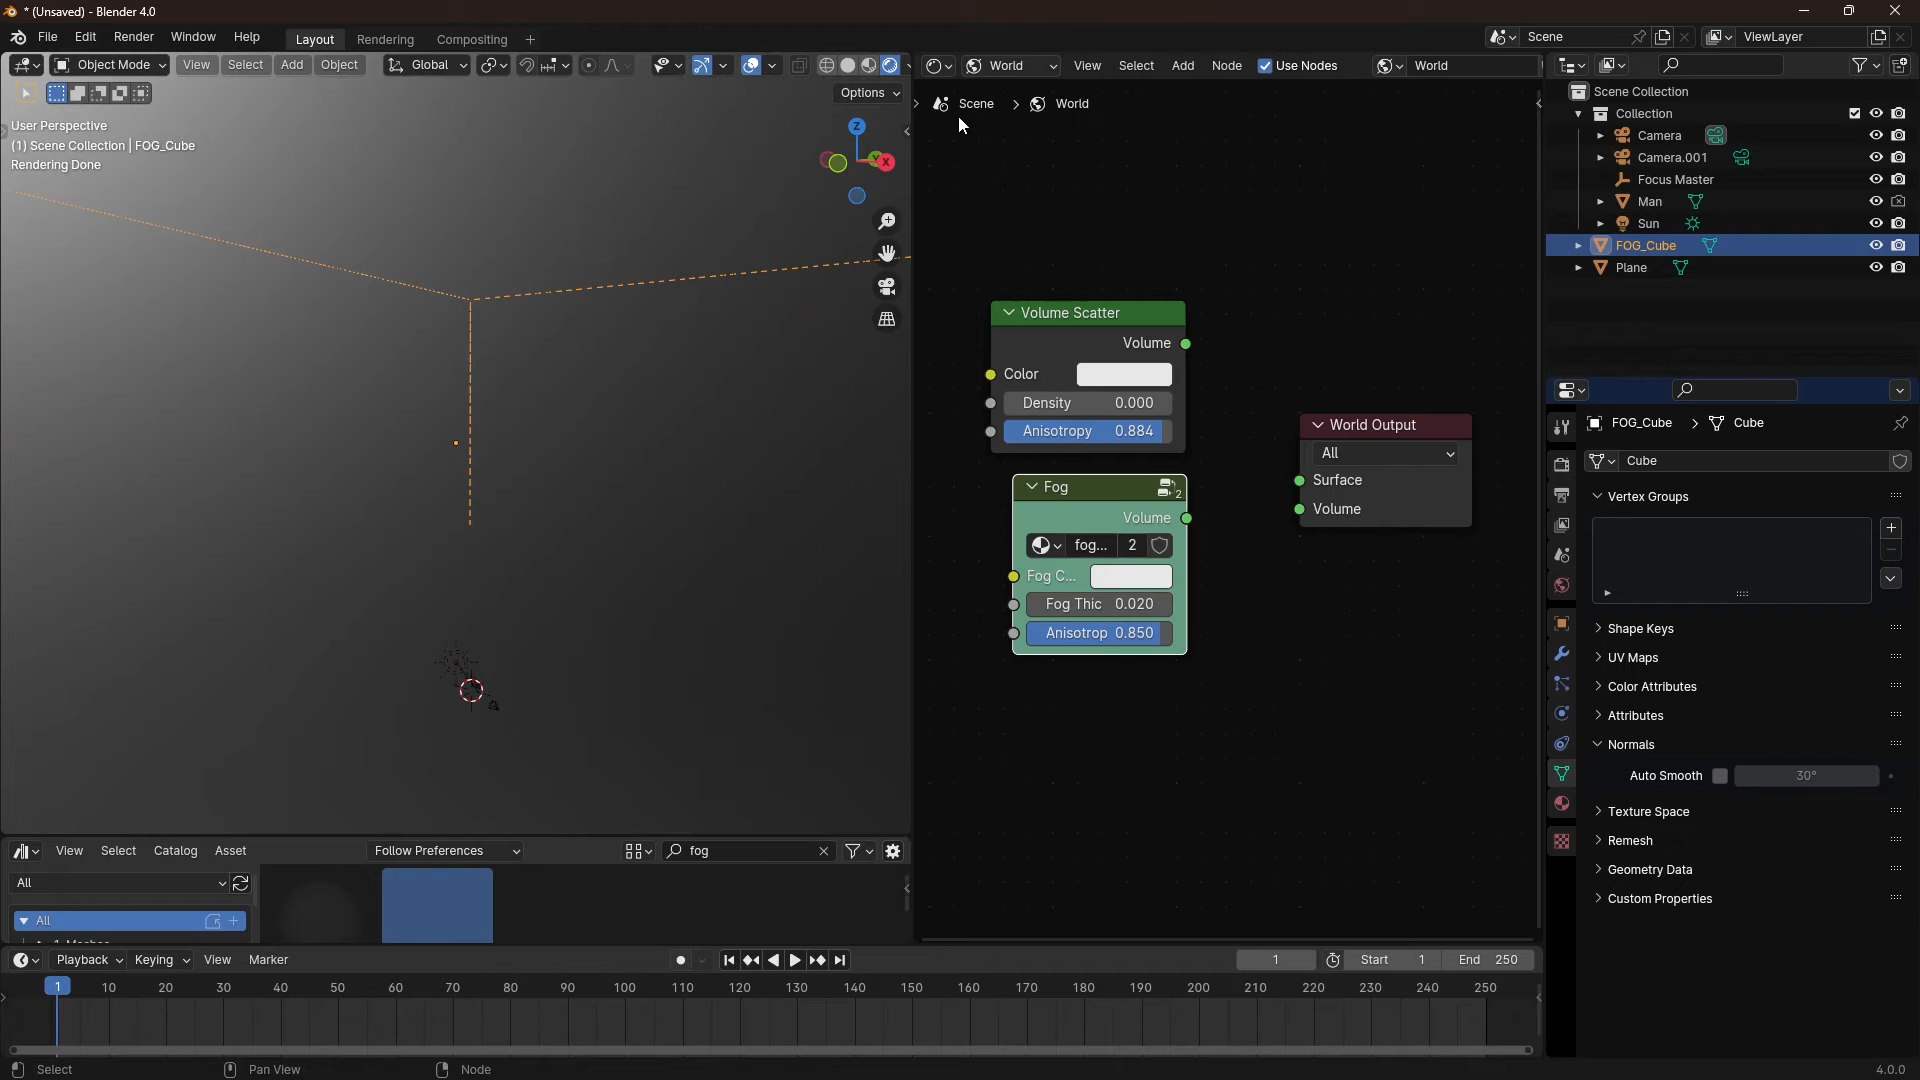 * (Unsaved) - Blender 4.0
File Edit Render Window Help Layout Rendering Compositing + Scene ViewLayer
Object Mode View Select Add Object Global
Options
User Perspective
(1) Scene Collection | FOG_Cube
Rendering Done
Z
X
Y
World View Select Add Node Use Nodes World
Scene > World
Volume Scatter
Volume
Color
Density 0.000
Anisotropy 0.884
Fog 2
Volume
fog... 2
Fog C...
Fog Thic 0.020
Anisotrop 0.850
World Output
All
Surface
Volume
Scene Collection
Collection
Camera
Camera.001
Focus Master
Man
Sun
FOG_Cube
Plane
FOG_Cube > Cube
Cube
Vertex Groups
Shape Keys
UV Maps
Color Attributes
Attributes
Normals
Auto Smooth 30°
Texture Space
Remesh
Geometry Data
Custom Properties
View Select Catalog Asset Follow Preferences fog
All
All
Playback Keying View Marker 1 Start 1 End 250
1 10 20 30 40 50 60 70 80 90 100 110 120 130 140 150 160 170 180 190 200 210 220 230 240 250
Select Pan View Node 4.0.0